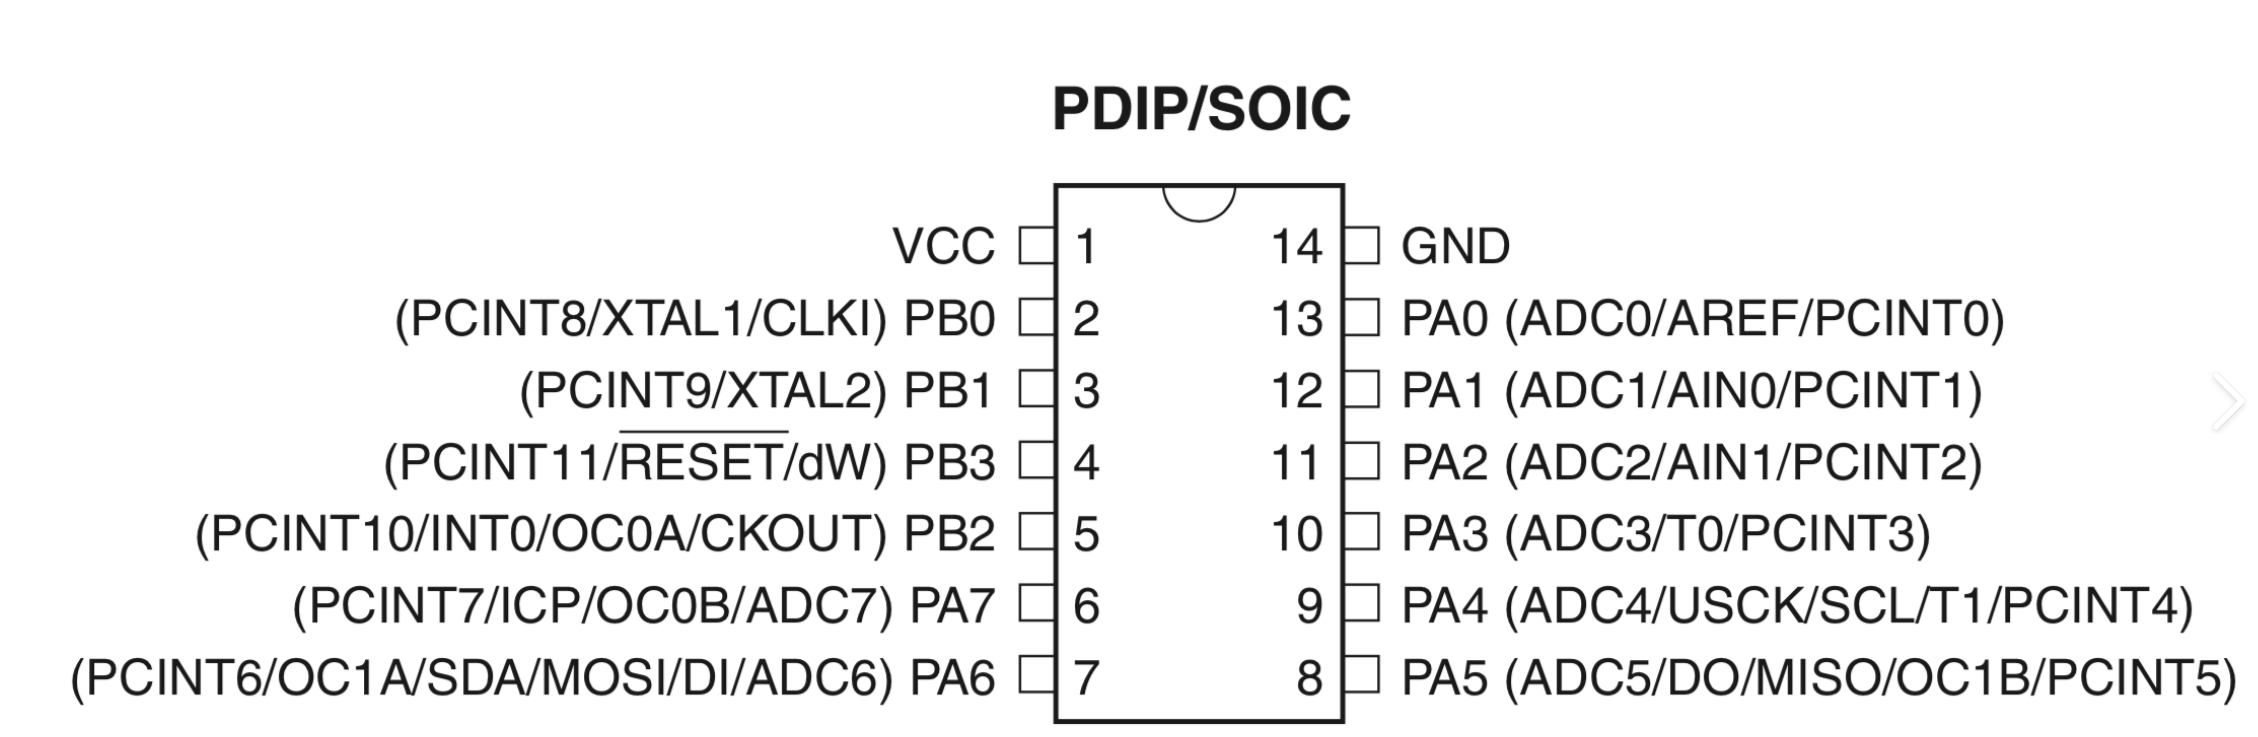 PDIP/SOIC
VCC 1 14 GND
(PCINT8/XTAL1/CLKI) PB0 2 13 PA0 (ADC0/AREF/PCINT0)
(PCINT9/XTAL2) PB1 3 12 PA1 (ADC1/AIN0/PCINT1)
(PCINT11/RESET/dW) PB3 4 11 PA2 (ADC2/AIN1/PCINT2)
(PCINT10/INT0/OC0A/CKOUT) PB2 5 10 PA3 (ADC3/T0/PCINT3)
(PCINT7/ICP/OC0B/ADC7) PA7 6 9 PA4 (ADC4/USCK/SCL/T1/PCINT4)
(PCINT6/OC1A/SDA/MOSI/DI/ADC6) PA6 7 8 PA5 (ADC5/DO/MISO/OC1B/PCINT5)